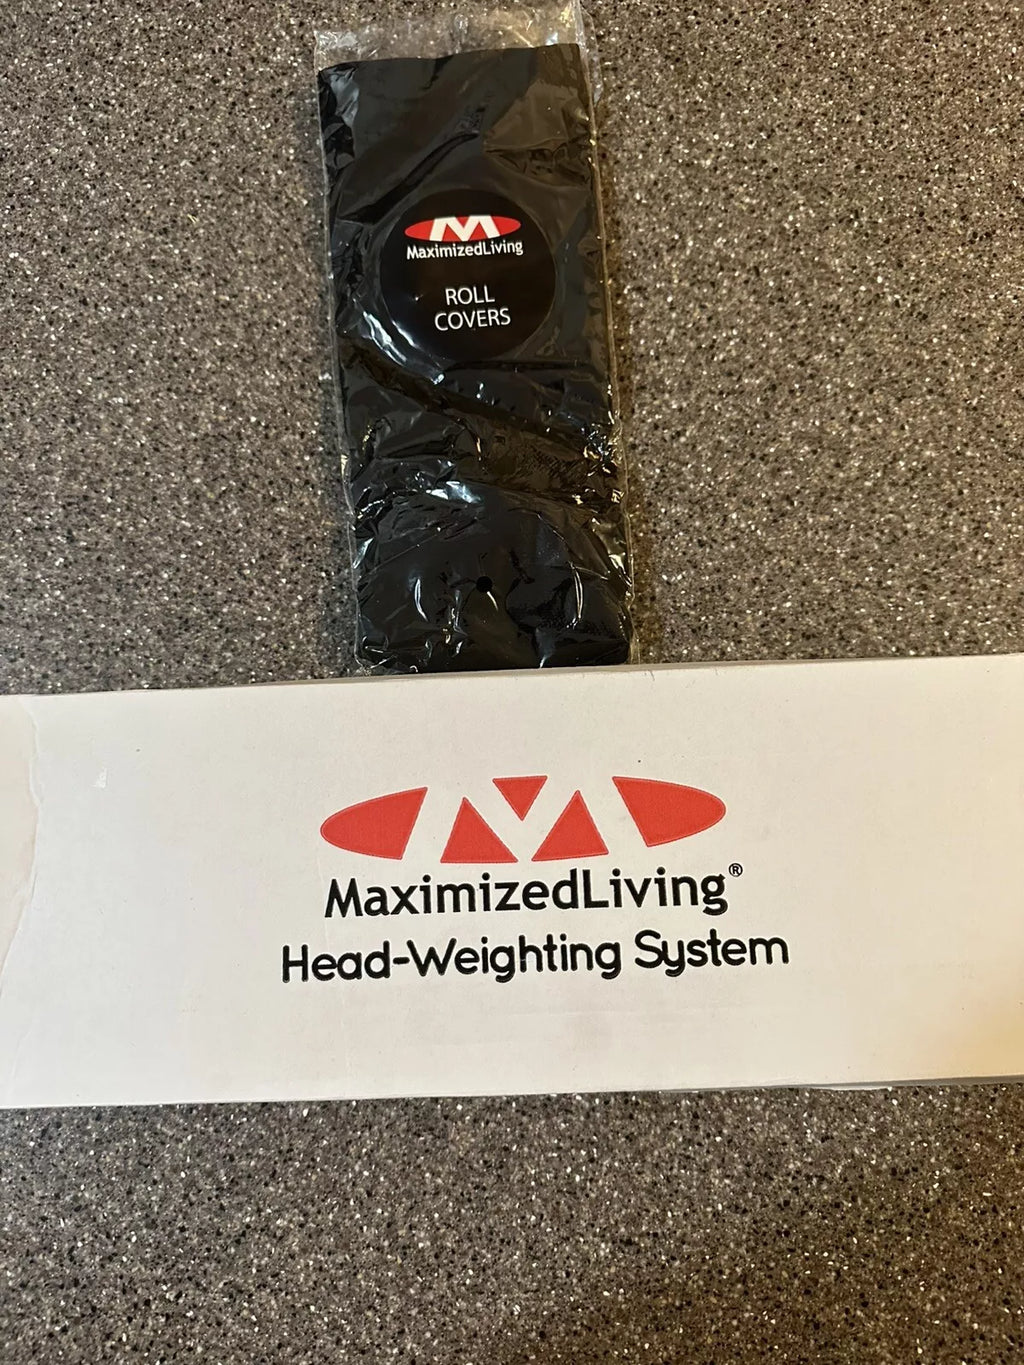 MaximizedLiving
ROLL
COVERS
MaximizedLiving®
Head-Weighting System